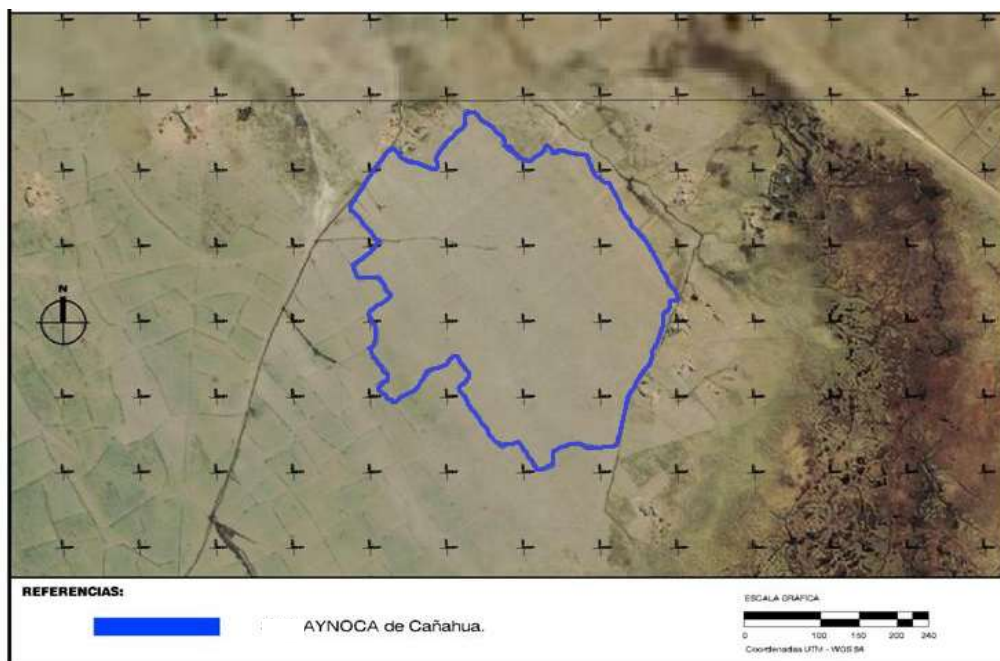 N
REFERENCIAS:
AYNOCA de Cañahua.
ESCALA GRAFICA
0 100 150 200 240
Coordenadas UTM - WGS 84